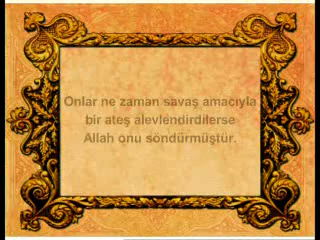 Onlar ne zaman savaş amacıyla
bir ateş alevlendirdilerse
Allah onu söndürmüştür.